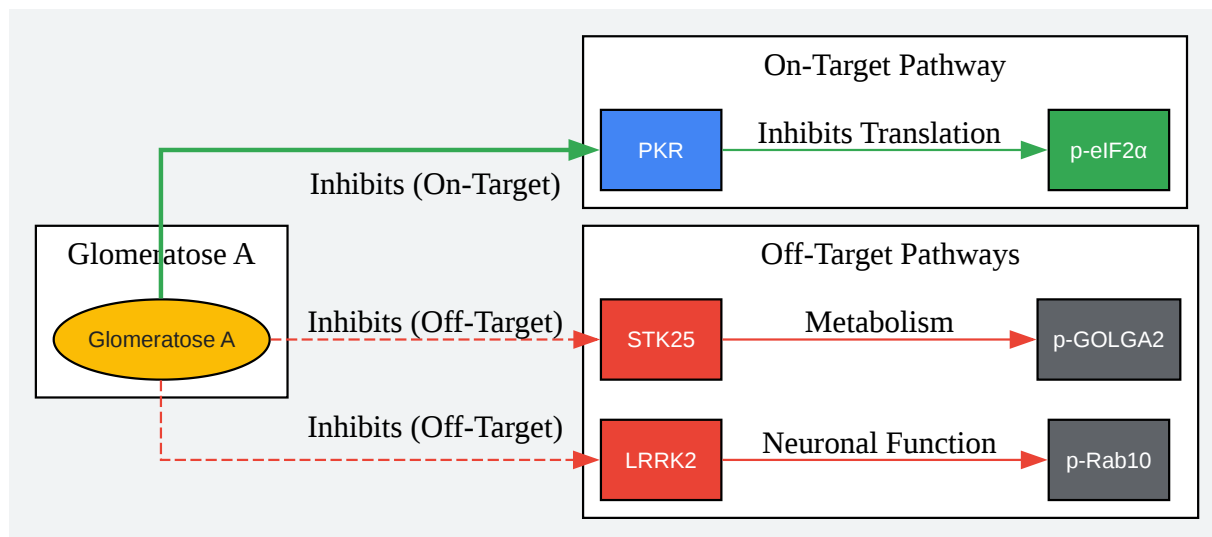 On-Target Pathway
PKR
Inhibits Translation
p-eIF2α
Inhibits (On-Target)
Glomeratose A
Glomeratose A
Off-Target Pathways
Inhibits (Off-Target)
STK25
Metabolism
p-GOLGA2
Inhibits (Off-Target)
LRRK2
Neuronal Function
p-Rab10